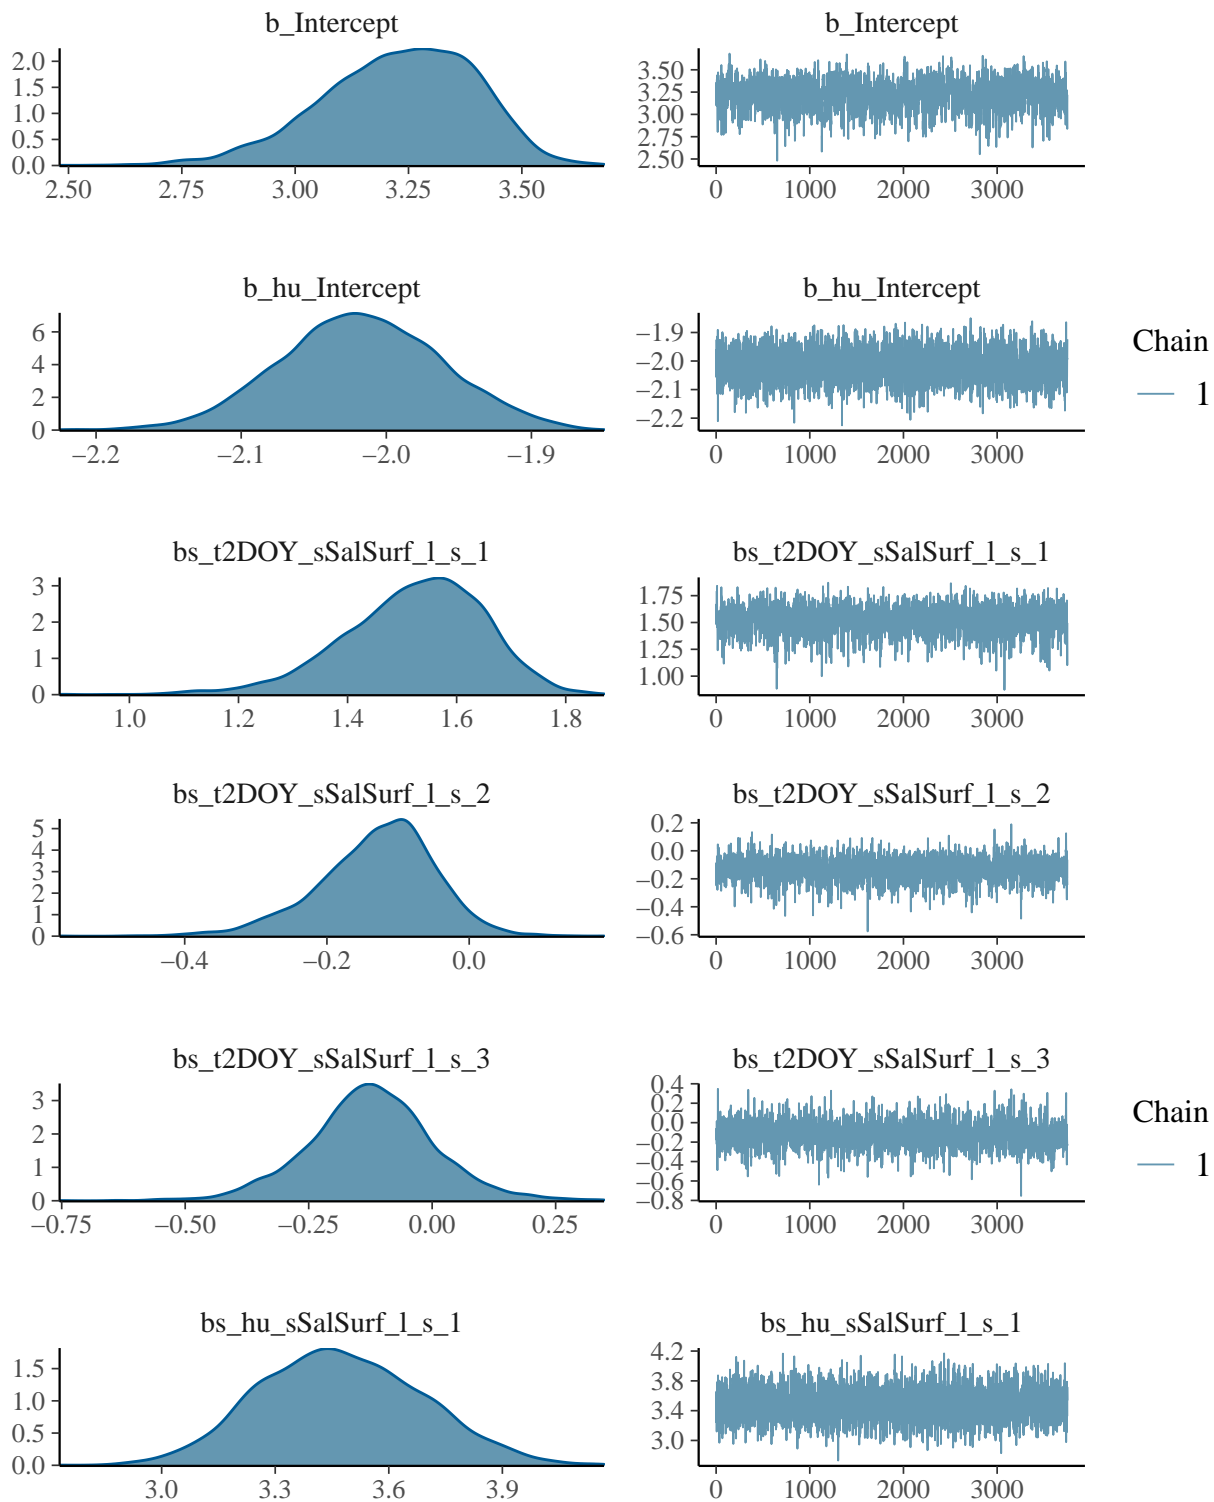 b_Intercept b_Intercept
2.0
1.5
1.0
0.5
0.0
2.50 2.75 3.00 3.25 3.50
3.50
3.25
3.00
2.75
2.50
0 1000 2000 3000
b_hu_Intercept b_hu_Intercept
6
4
2
0
−2.2 −2.1 −2.0 −1.9
−1.9
−2.0
−2.1
−2.2
0 1000 2000 3000
Chain
1
bs_t2DOY_sSalSurf_l_s_1 bs_t2DOY_sSalSurf_l_s_1
3
2
1
0
1.0 1.2 1.4 1.6 1.8
1.75
1.50
1.25
1.00
0 1000 2000 3000
bs_t2DOY_sSalSurf_l_s_2 bs_t2DOY_sSalSurf_l_s_2
5
4
3
2
1
0
−0.4 −0.2 0.0
0.2
0.0
−0.2
−0.4
−0.6
0 1000 2000 3000
bs_t2DOY_sSalSurf_l_s_3 bs_t2DOY_sSalSurf_l_s_3
3
2
1
0
−0.75 −0.50 −0.25 0.00 0.25
0.4
0.2
0.0
−0.2
−0.4
−0.6
−0.8
0 1000 2000 3000
Chain
1
bs_hu_sSalSurf_l_s_1 bs_hu_sSalSurf_l_s_1
1.5
1.0
0.5
0.0
3.0 3.3 3.6 3.9
4.2
3.8
3.4
3.0
0 1000 2000 3000